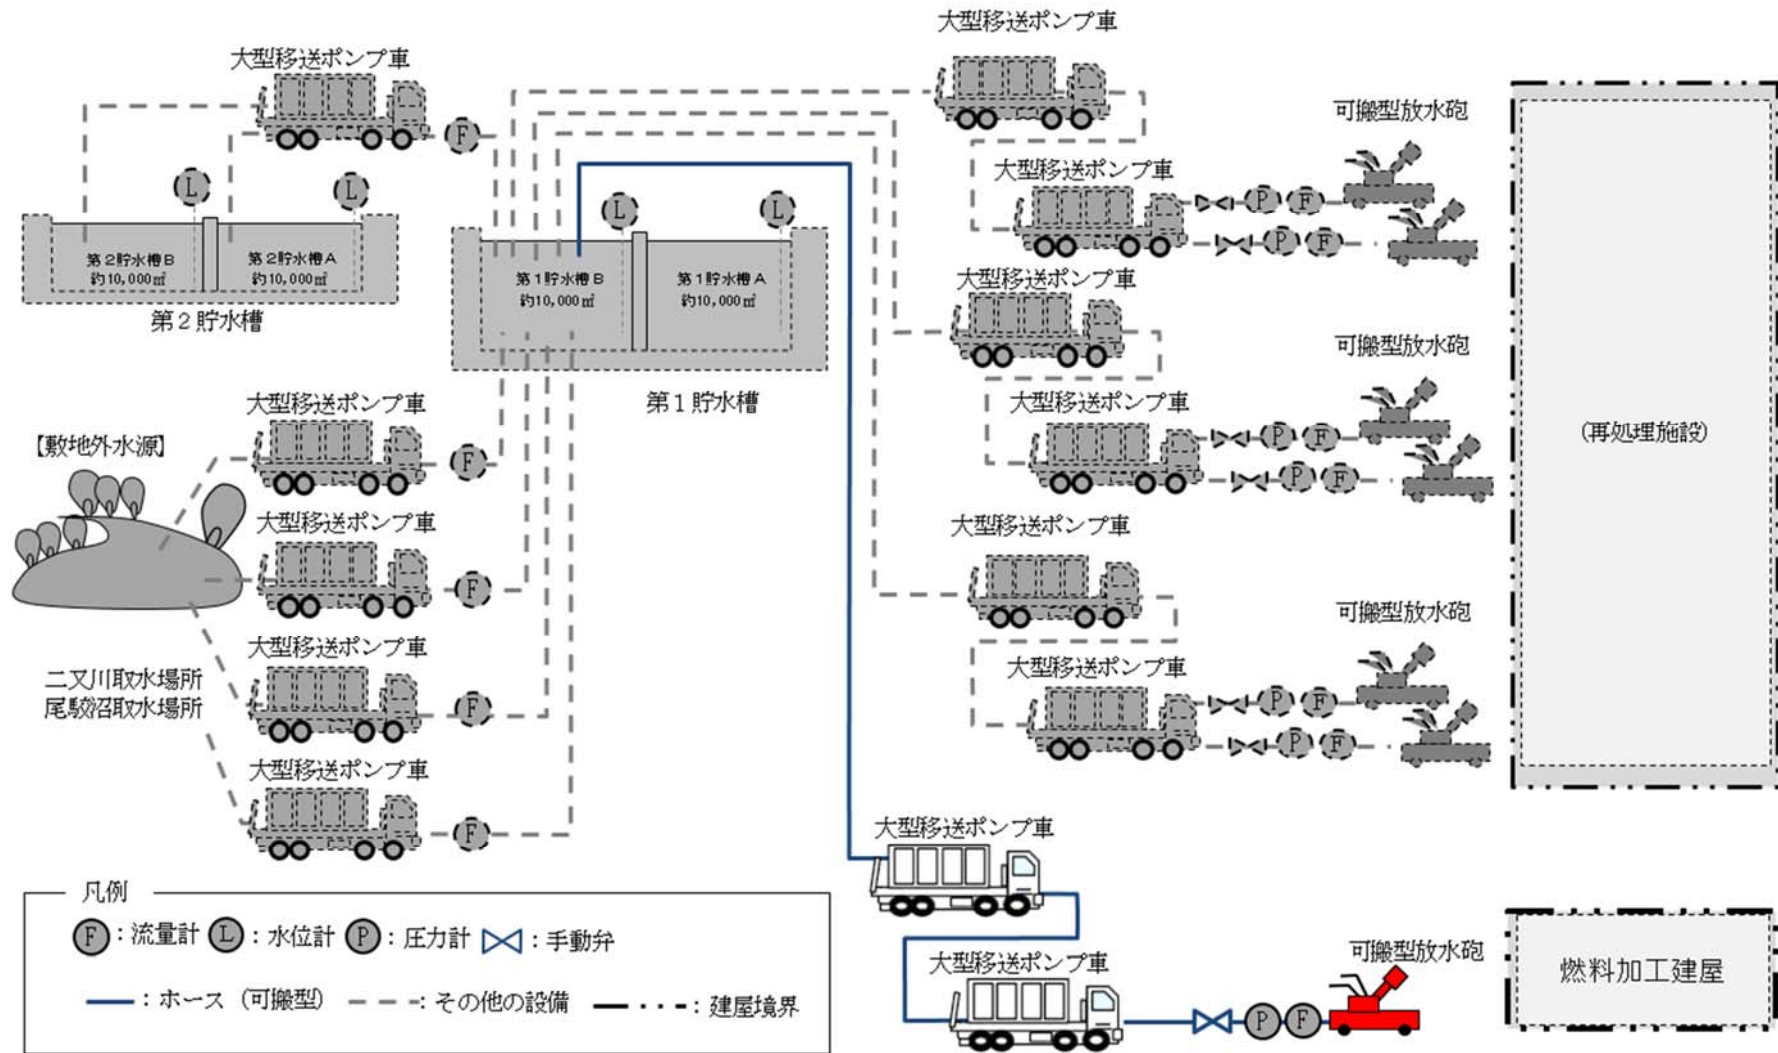 大型移送ポンプ車
大型移送ポンプ車
F
L
L
第2貯水槽B
約10,000㎥
第2貯水槽A
約10,000㎥
第2貯水槽
L
L
第1貯水槽B
約10,000㎥
第1貯水槽A
約10,000㎥
第1貯水槽
可搬型放水砲
大型移送ポンプ車
P F
P F
大型移送ポンプ車
可搬型放水砲
大型移送ポンプ車
P F
P F
大型移送ポンプ車
可搬型放水砲
大型移送ポンプ車
P F
P F
(再処理施設)
【敷地外水源】
大型移送ポンプ車
F
大型移送ポンプ車
F
二又川取水場所
尾駮沼取水場所
大型移送ポンプ車
F
大型移送ポンプ車
F
大型移送ポンプ車
大型移送ポンプ車
P F
可搬型放水砲
燃料加工建屋
凡例
F:流量計 L:水位計 P:圧力計 :手動弁
:ホース(可搬型) :その他の設備 :建屋境界